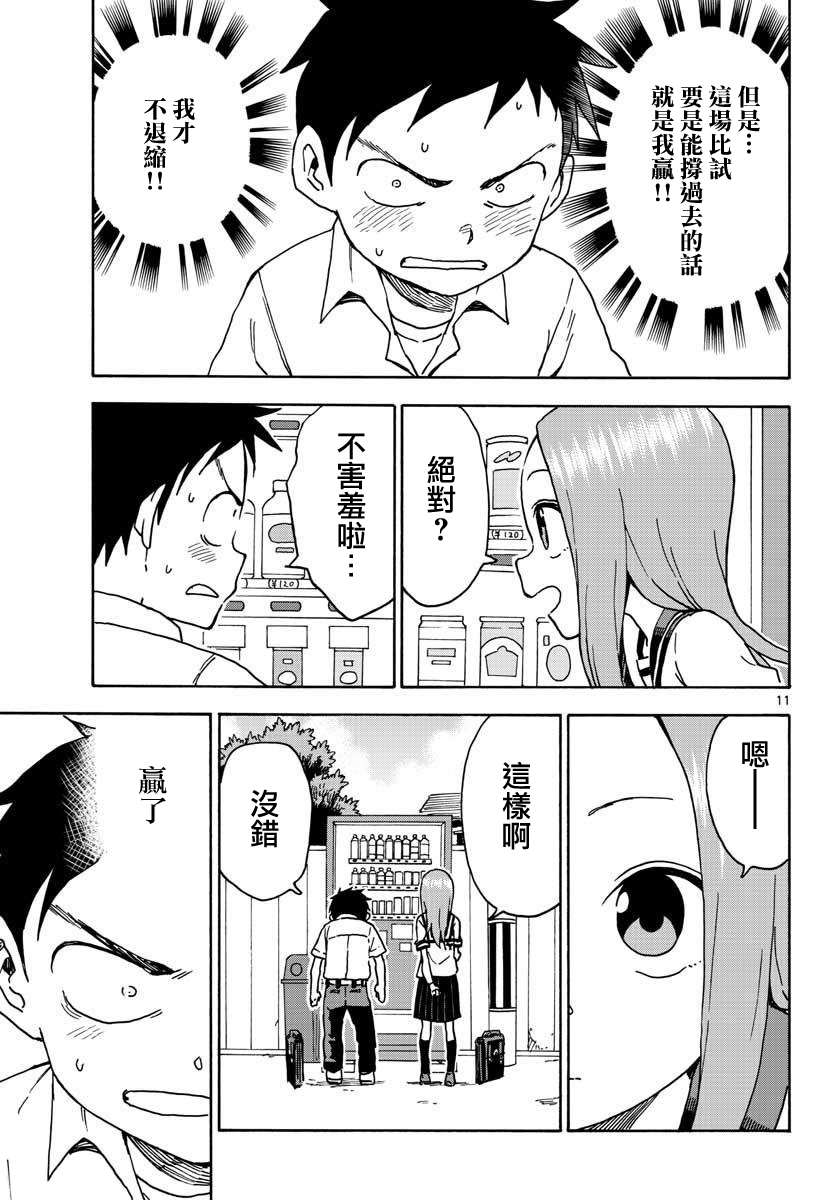 但是…
這場比試
要是能撐過去的話
就是我贏!!
我才
不退縮!!
絕對?
(¥120)
不害羞啦…
(¥120)
11
嗯—
這樣啊
沒錯
贏了